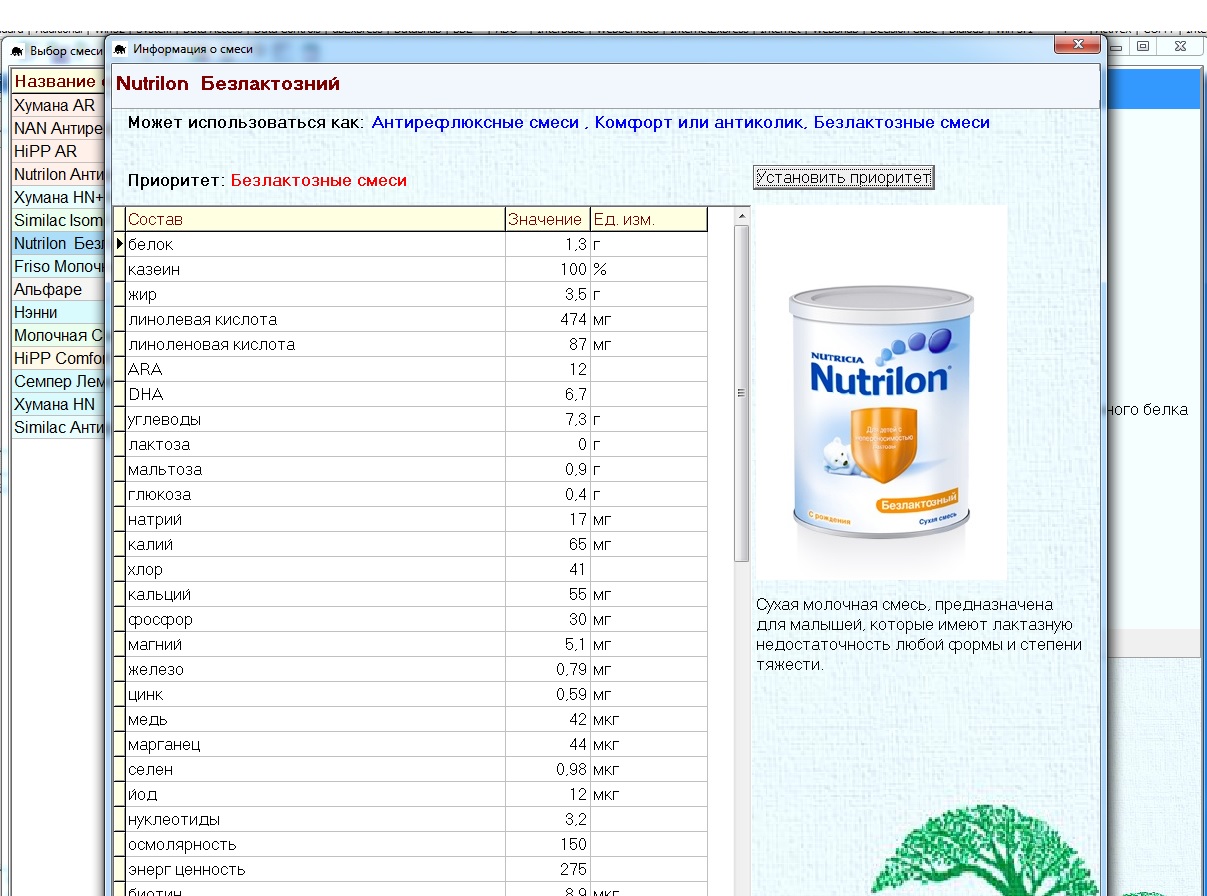 Выбор смеси
Информация о смеси
Название
Хумана AR
NAN Антире
HiPP AR
Nutrilon Анти
Хумана HN+
Similac Isom
Nutrilon Без
Friso Молоч
Альфаре
Нэнни
Молочная С
HiPP Comfo
Семпер Лем
Хумана HN
Similac Анти
Nutrilon Безлактозний
Может использоваться как: Антирефлюксные смеси , Комфорт или антиколик, Безлактозные смеси
Приоритет: Безлактозные смеси
Установить приоритет
Состав Значение Ед. изм.
белок 1,3 г
казеин 100 %
жир 3,5 г
линолевая кислота 474 мг
линоленовая кислота 87 мг
ARA 12
DHA 6,7
углеводы 7,3 г
лактоза 0 г
мальтоза 0,9 г
глюкоза 0,4 г
натрий 17 мг
калий 65 мг
хлор 41
кальций 55 мг
фосфор 30 мг
магний 5,1 мг
железо 0,79 мг
цинк 0,59 мг
медь 42 мкг
марганец 44 мкг
селен 0,98 мкг
йод 12 мкг
нуклеотиды 3,2
осмолярность 150
энерг ценность 275
биотин 8,9 мкг
NUTRICIA
Nutrilon
Для детей с
непереносимостью
лактозы
Безлактозный
С рождения
Сухая смесь
Сухая молочная смесь, предназначена
для малышей, которые имеют лактазную
недостаточность любой формы и степени
тяжести.
ного белка